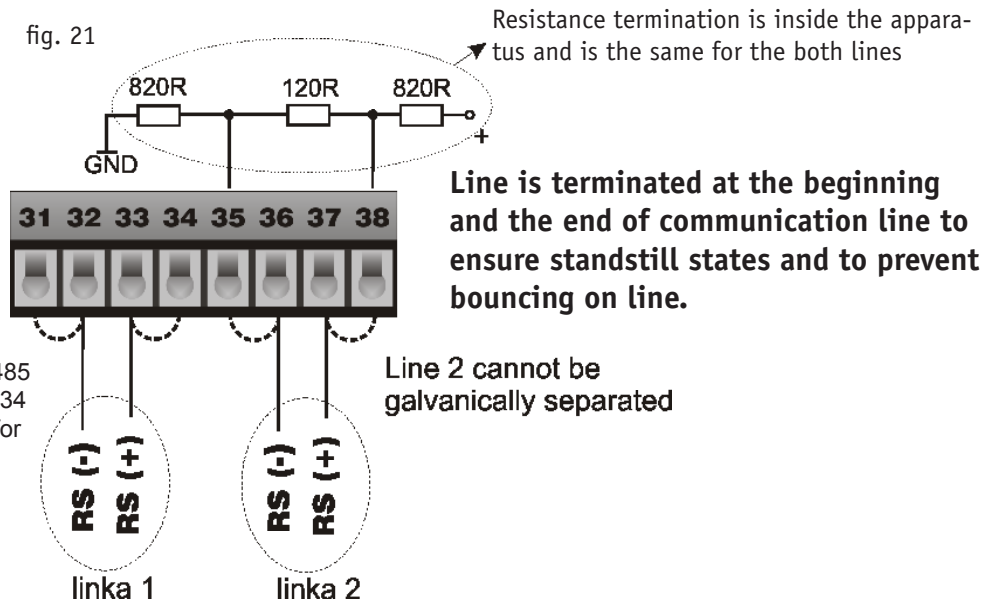 fig. 21
Resistance termination is inside the appara-
tus and is the same for the both lines
820R 120R 820R
+
GND
Line is terminated at the beginning
and the end of communication line to
ensure standstill states and to prevent
bouncing on line.
31 32 33 34 35 36 37 38
Line 2 cannot be
galvanically separated
485
34
for
RS (-)
RS (+)
RS (-)
RS (+)
linka 1
linka 2